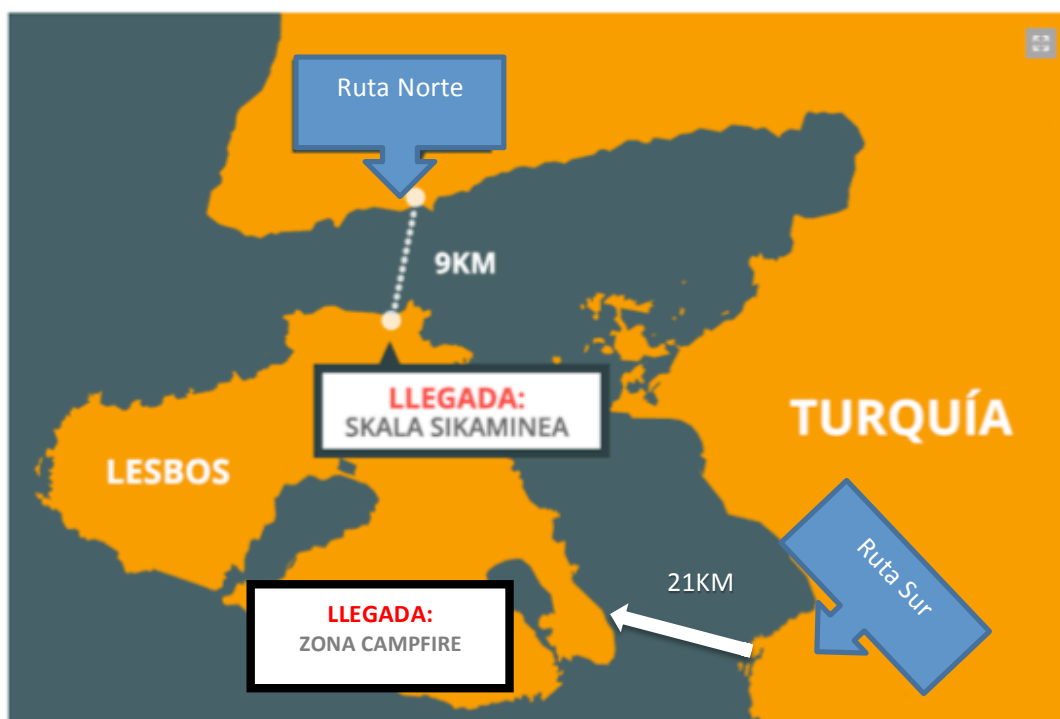 Ruta Norte
9KM
LLEGADA:
SKALA SIKAMINEA
TURQUÍA
LESBOS
Ruta Sur
21KM
LLEGADA:
ZONA CAMPFIRE